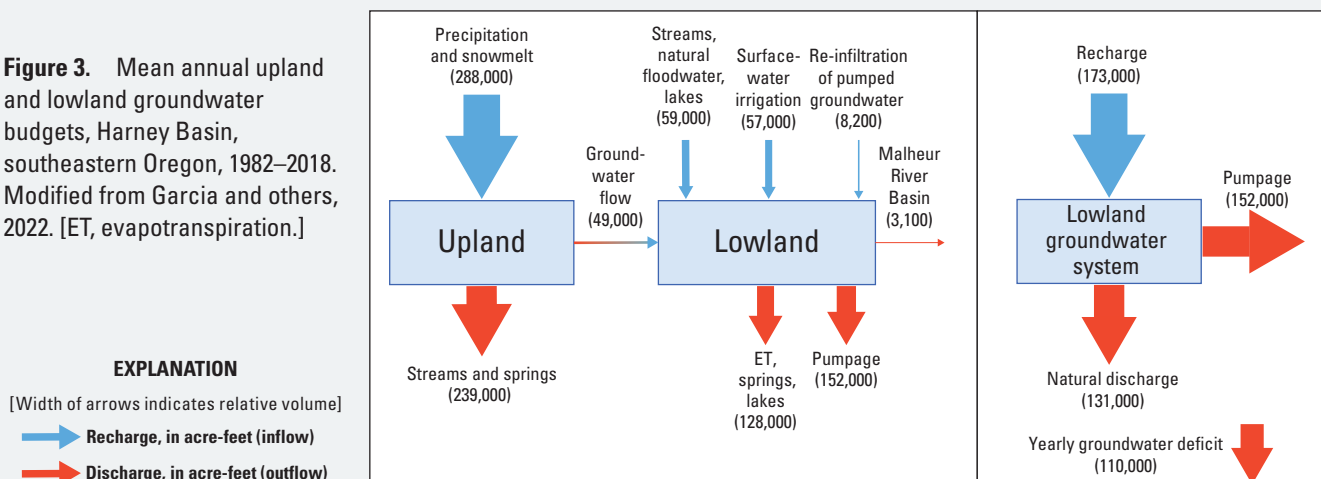 Figure 3. Mean annual upland
and lowland groundwater
budgets, Harney Basin,
southeastern Oregon, 1982–2018.
Modified from Garcia and others,
2022. [ET, evapotranspiration.]
EXPLANATION
[Width of arrows indicates relative volume]
Recharge, in acre-feet (inflow)
Discharge, in acre-feet (outflow)
Precipitation
and snowmelt
(288,000)
Upland
Streams and springs
(239,000)
Ground-
water
flow
(49,000)
Streams,
natural
floodwater,
lakes
(59,000)
Surface-
water
irrigation
(57,000)
Re-infiltration
of pumped
groundwater
(8,200)
Lowland
Malheur
River
Basin
(3,100)
ET,
springs,
lakes
(128,000)
Pumpage
(152,000)
Recharge
(173,000)
Lowland
groundwater
system
Pumpage
(152,000)
Natural discharge
(131,000)
Yearly groundwater deficit
(110,000)